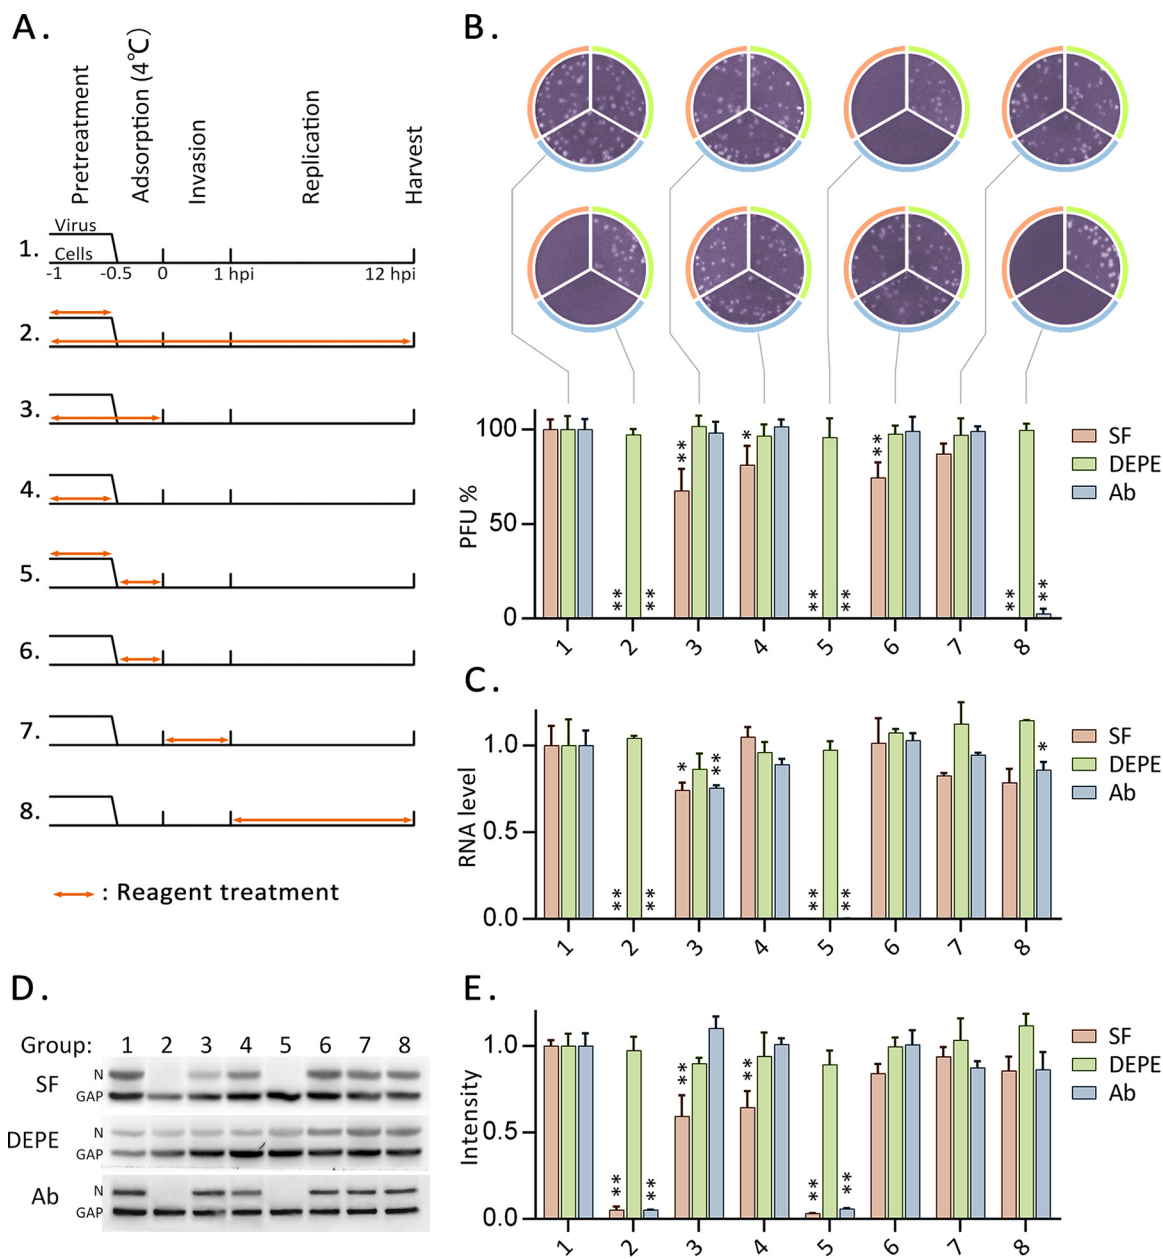 A.
Pretreatment
Adsorption (4℃)
Invasion
Replication
Harvest
1.
Virus
Cells
-1
-0.5
0
1 hpi
12 hpi
2.
3.
4.
5.
6.
7.
8.
: Reagent treatment
B.
PFU %
100
50
0
** ** ** * ** ** ** ** **
1 2 3 4 5 6 7 8
SF
DEPE
Ab
C.
RNA level
1.0
0.5
0.0
** ** * ** ** ** *
1 2 3 4 5 6 7 8
SF
DEPE
Ab
D.
Group: 1 2 3 4 5 6 7 8
SF
N
GAP
DEPE
N
GAP
Ab
N
GAP
E.
Intensity
1.0
0.5
0.0
** ** ** ** ** **
1 2 3 4 5 6 7 8
SF
DEPE
Ab